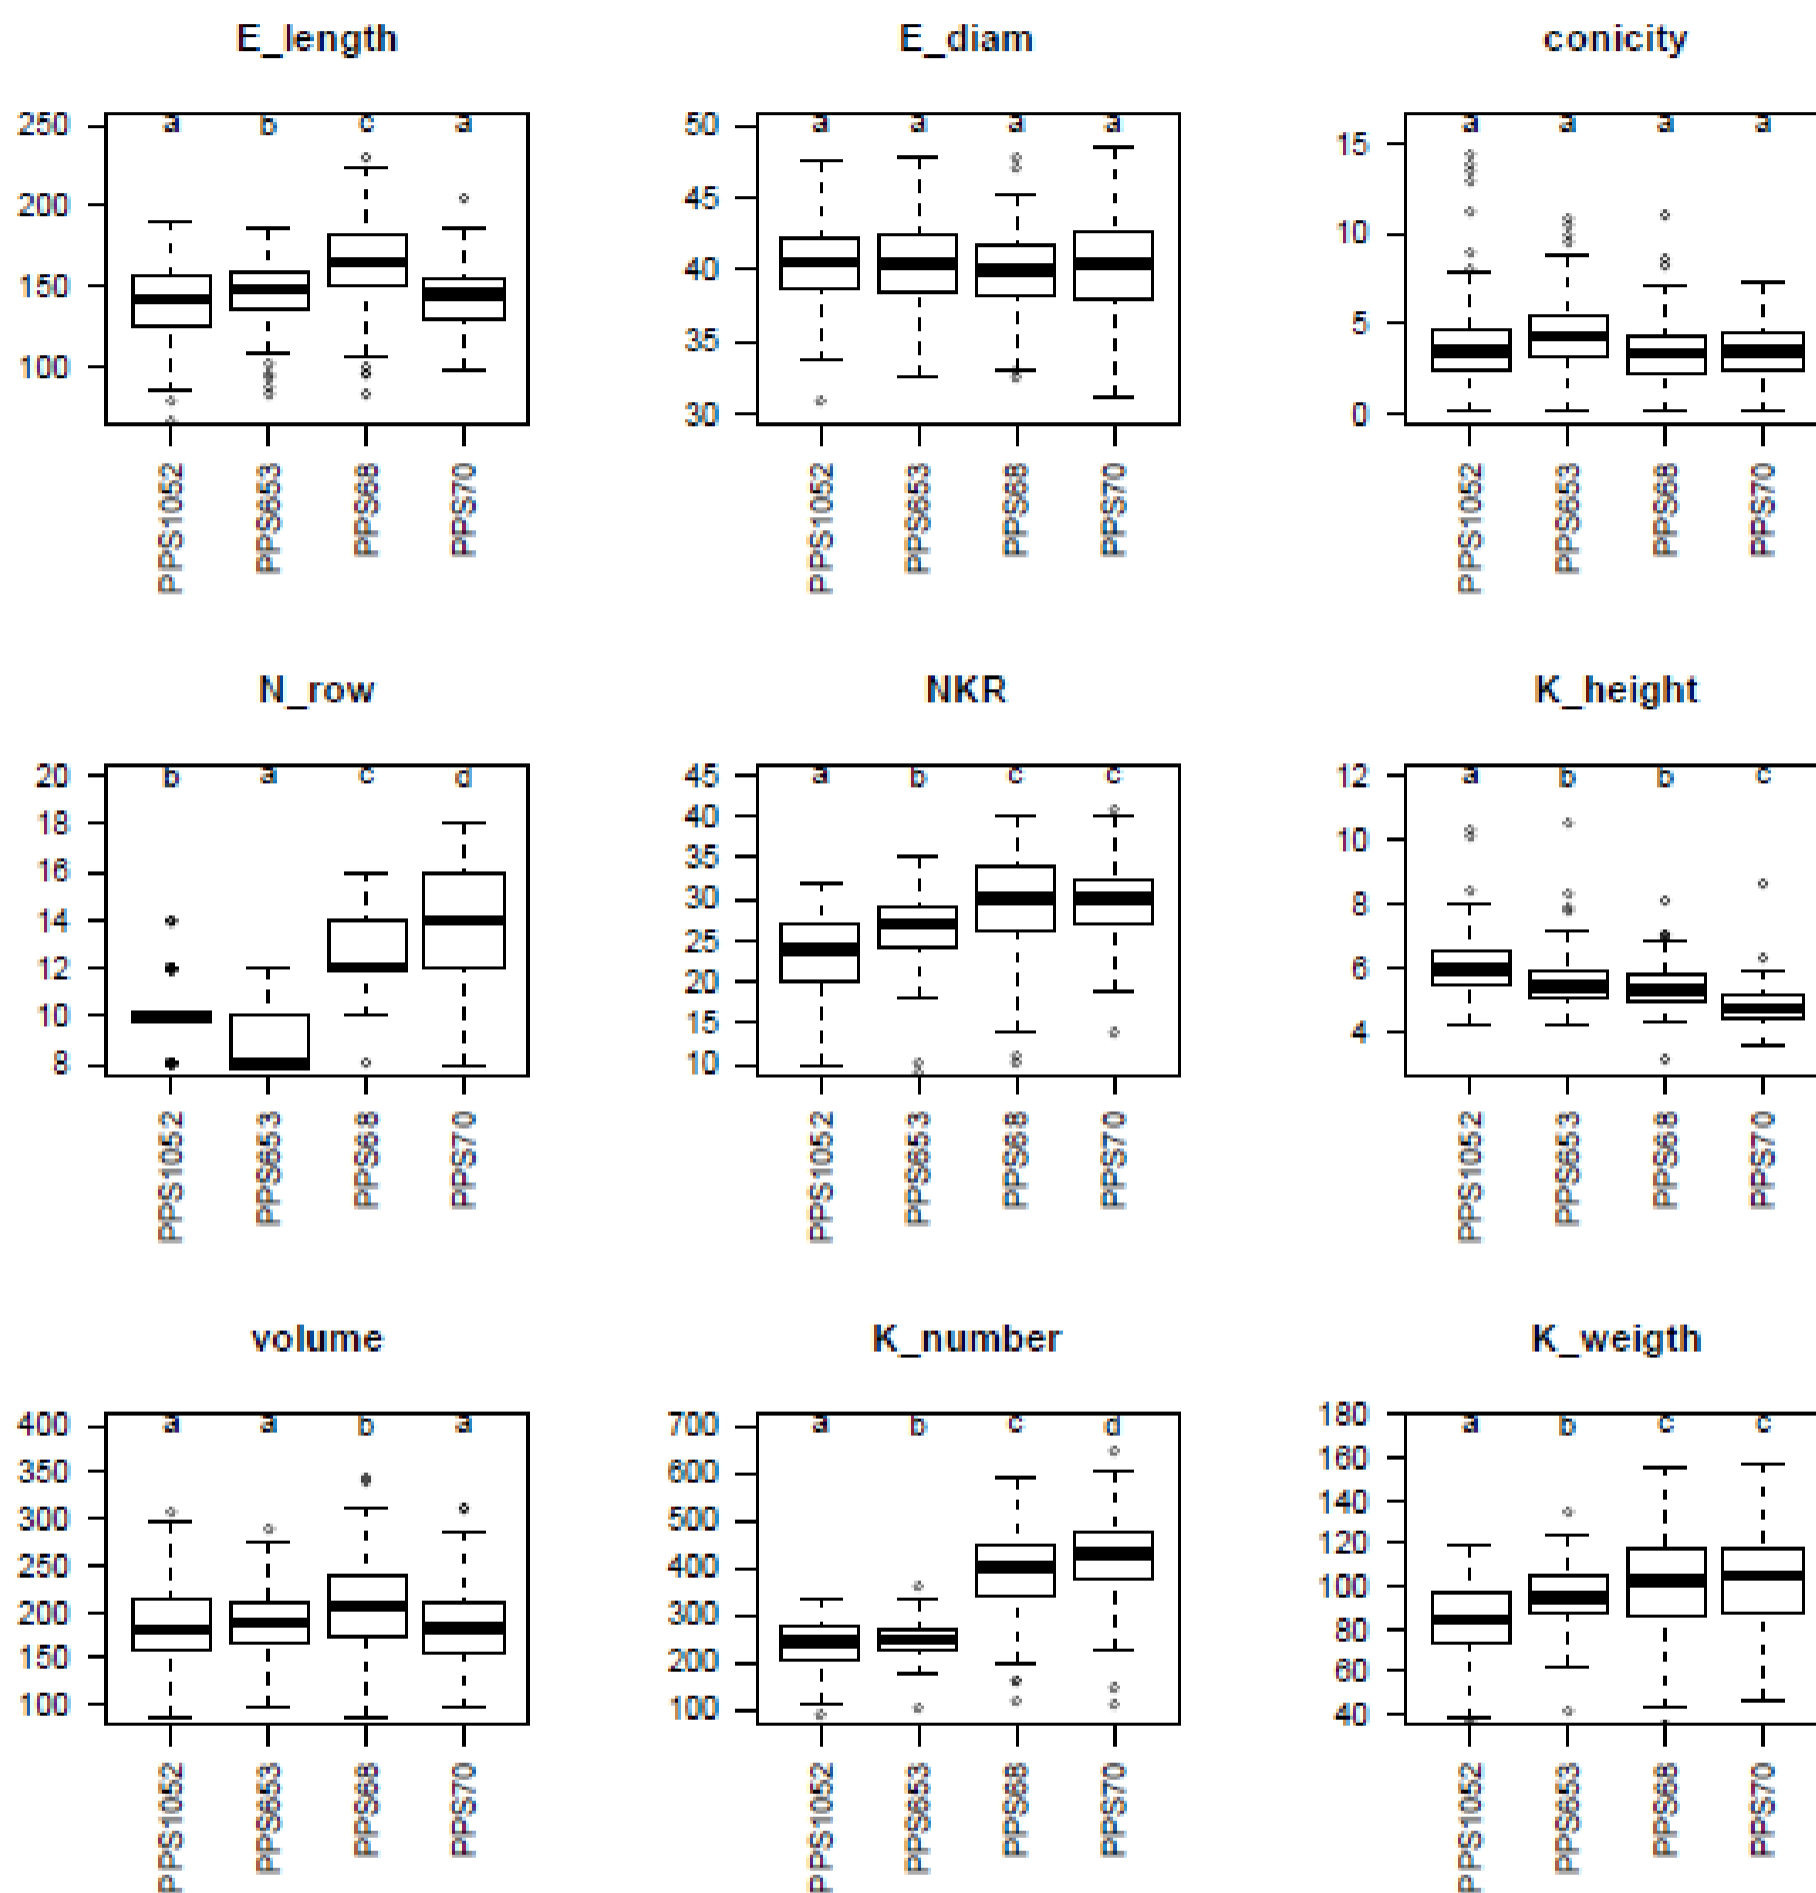 E_length E_diam conicity
250 a b c a
200
150
100
PPS1052 PPS653 PPS68 PPS70
50 a a a a
45
40
35
30
PPS1052 PPS653 PPS68 PPS70
15 a a a a
10
5
0
PPS1052 PPS653 PPS68 PPS70
N_row NKR K_height
20 b a c d
18
16
14
12
10
8
PPS1052 PPS653 PPS68 PPS70
45 a b c c
40
35
30
25
20
15
10
PPS1052 PPS653 PPS68 PPS70
12 a b b c
10
8
6
4
PPS1052 PPS653 PPS68 PPS70
volume K_number K_weigth
400 a a b a
350
300
250
200
150
100
PPS1052 PPS653 PPS68 PPS70
700 a b c d
600
500
400
300
200
100
PPS1052 PPS653 PPS68 PPS70
180 a b c c
160
140
120
100
80
60
40
PPS1052 PPS653 PPS68 PPS70